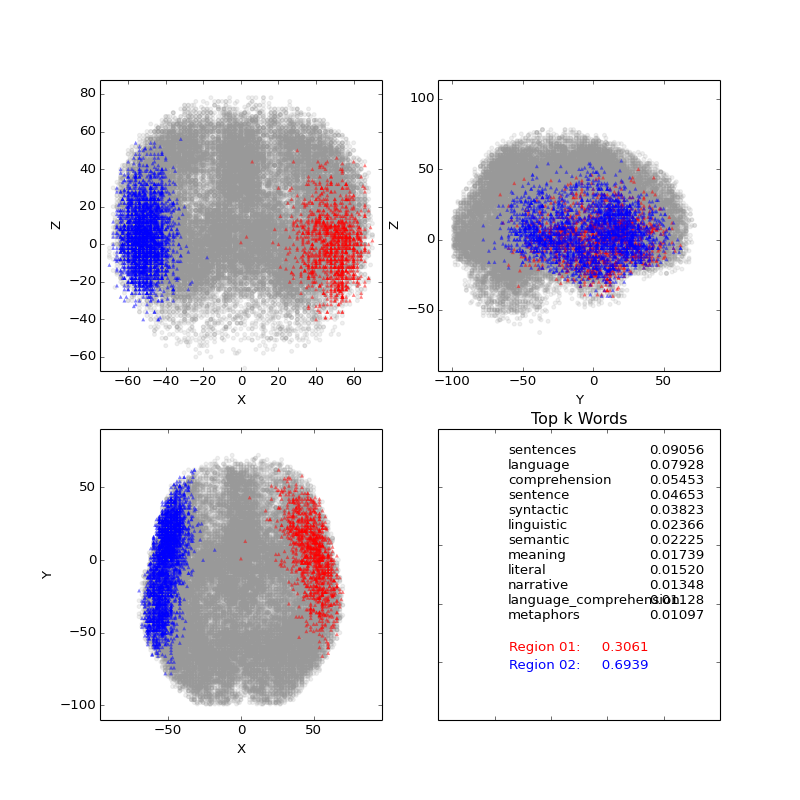 80
60
40
20
0
−20
−40
−60
Z
−60 −40 −20 0 20 40 60
X
100
50
0
−50
Z
−100 −50 0 50
Y
50
0
−50
−100
Y
−50 0 50
X
Top k Words
sentences 0.09056
language 0.07928
comprehension 0.05453
sentence 0.04653
syntactic 0.03823
linguistic 0.02366
semantic 0.02225
meaning 0.01739
literal 0.01520
narrative 0.01348
language_comprehension 0.01128
metaphors 0.01097
Region 01: 0.3061
Region 02: 0.6939